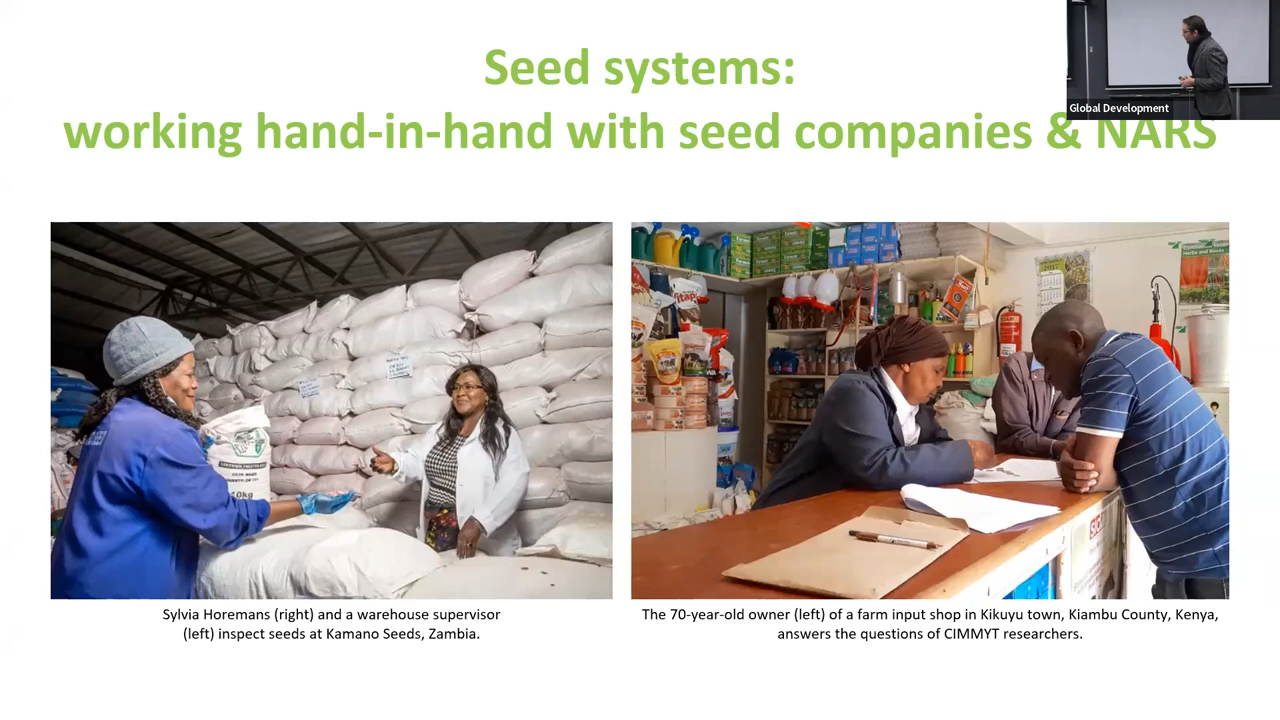 Seed systems:
working hand-in-hand with seed companies & NARS
Global Development
10kg
2017
Sylvia Horemans (right) and a warehouse supervisor
(left) inspect seeds at Kamano Seeds, Zambia.
The 70-year-old owner (left) of a farm input shop in Kikuyu town, Kiambu County, Kenya,
answers the questions of CIMMYT researchers.